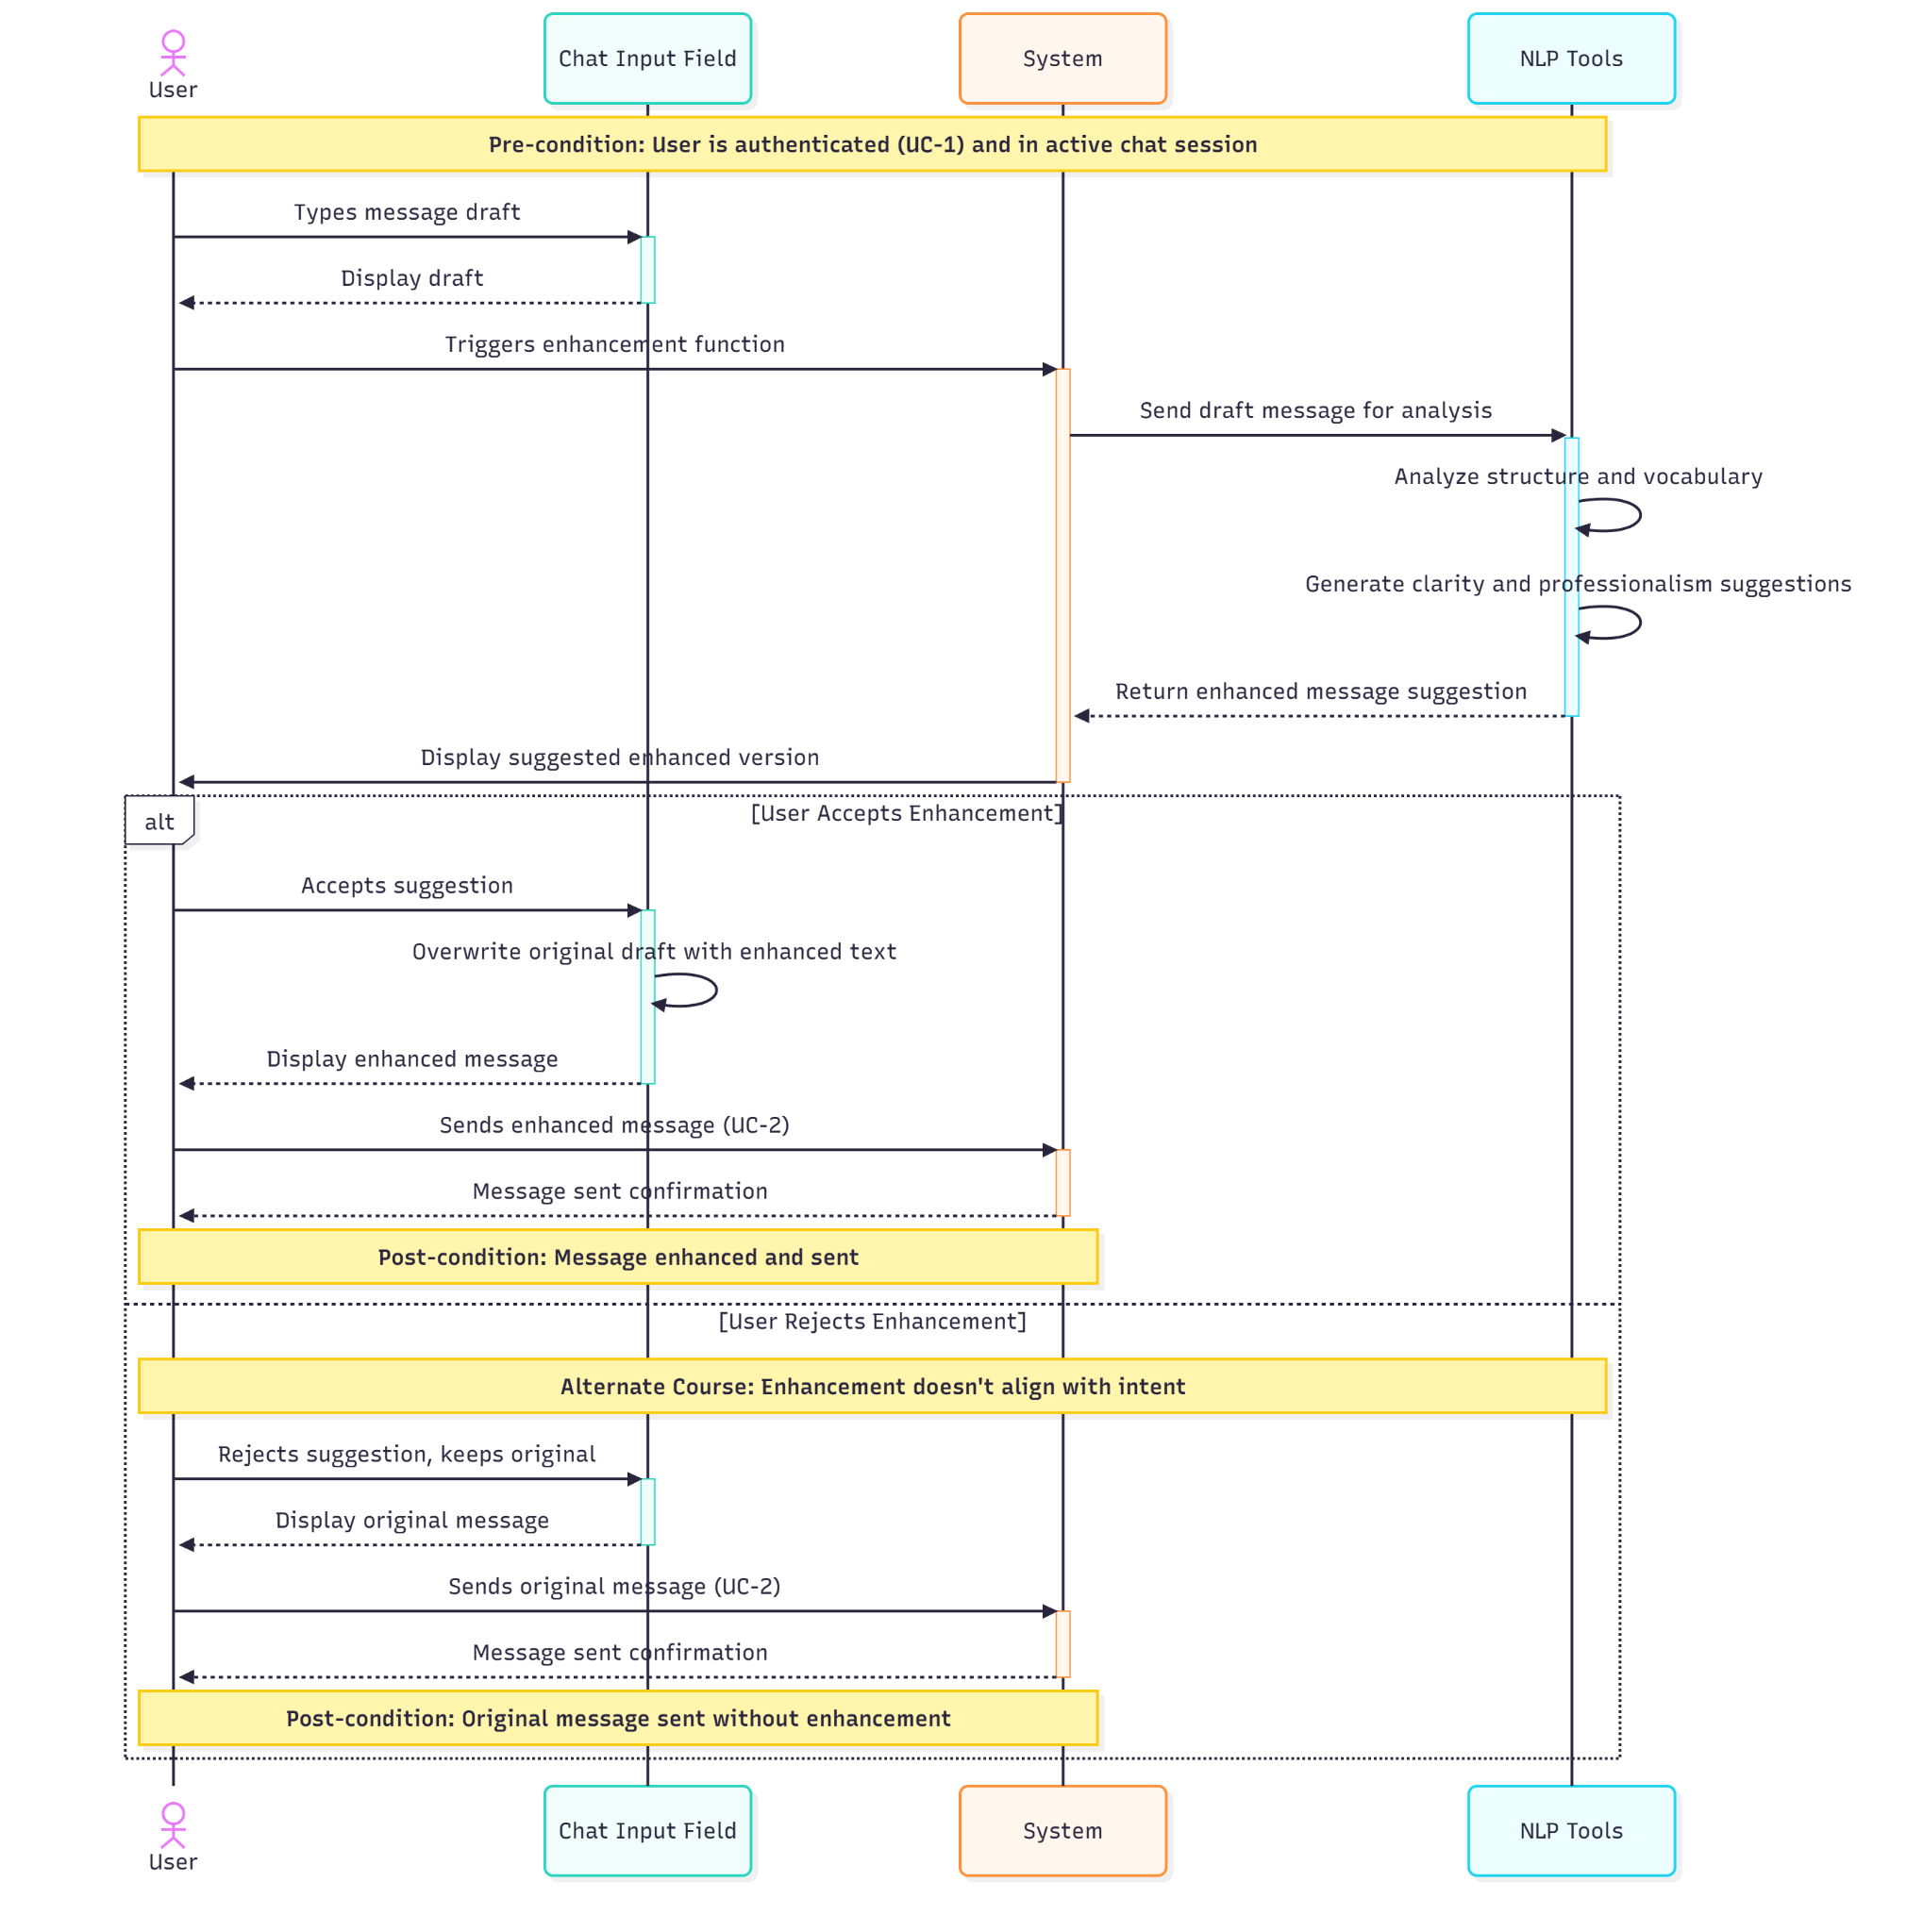 User
Chat Input Field
System
NLP Tools
Pre-condition: User is authenticated (UC-1) and in active chat session
Types message draft
Display draft
Triggers enhancement function
Send draft message for analysis
Analyze structure and vocabulary
Generate clarity and professionalism suggestions
Return enhanced message suggestion
Display suggested enhanced version
alt
[User Accepts Enhancement]
Accepts suggestion
Overwrite original draft with enhanced text
Display enhanced message
Sends enhanced message (UC-2)
Message sent confirmation
Post-condition: Message enhanced and sent
[User Rejects Enhancement]
Alternate Course: Enhancement doesn't align with intent
Rejects suggestion, keeps original
Display original message
Sends original message (UC-2)
Message sent confirmation
Post-condition: Original message sent without enhancement
User
Chat Input Field
System
NLP Tools